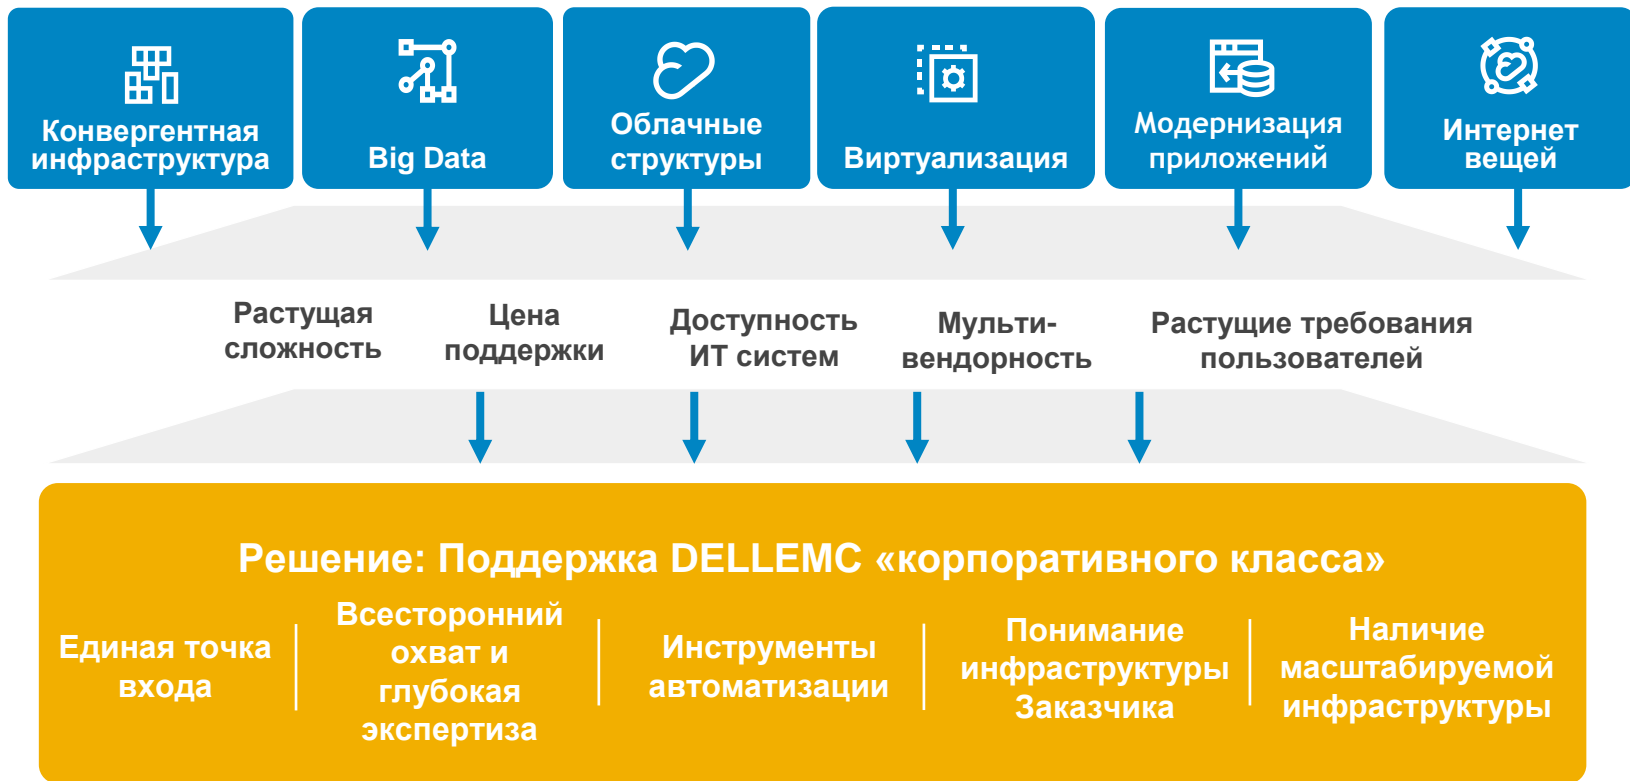 Конвергентная
инфраструктура
Big Data
Облачные
структуры
Виртуализация
Модернизация
приложений
Интернет
вещей
Растущая
сложность
Цена
поддержки
Доступность
ИТ систем
Мульти-
вендорность
Растущие требования
пользователей
Решение: Поддержка DELLEMC «корпоративного класса»
Единая точка
входа
Всесторонний
охват и
глубокая
экспертиза
Инструменты
автоматизации
Понимание
инфраструктуры
Заказчика
Наличие
масштабируемой
инфраструктуры